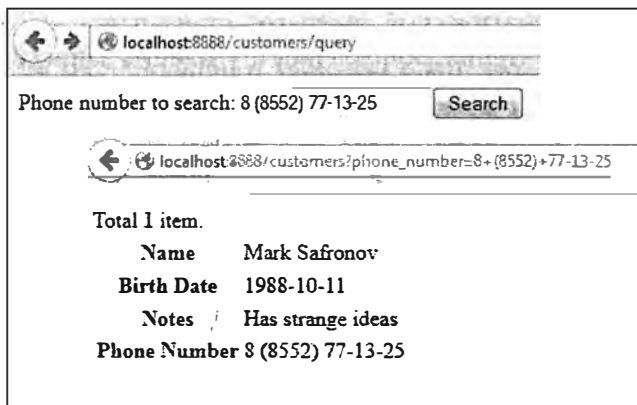 localhost:8888/customers/query
Phone number to search: 8 (8552) 77-13-25 Search
localhost:8888/customers?phone_number=8+(8552)+77-13-25
Total 1 item.
Name Mark Safronov
Birth Date 1988-10-11
Notes Has strange ideas
Phone Number 8 (8552) 77-13-25